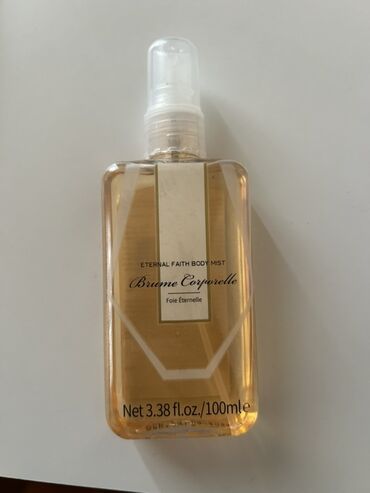 ETERNAL FAITH BODY MIST
Brume Corporelle
Foie Éternelle
Net 3.38 fl.oz./100ml℮